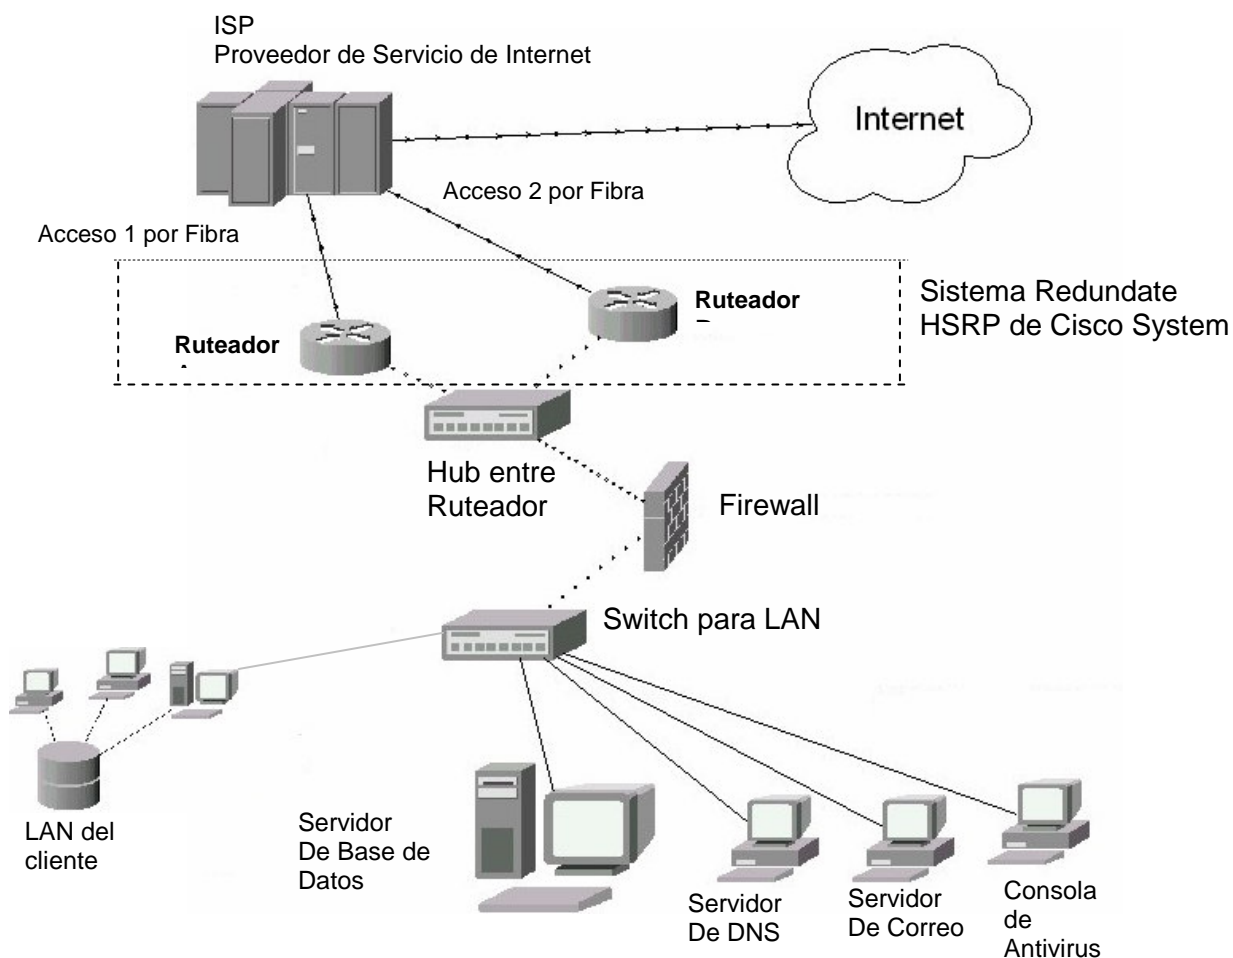 ISP
Proveedor de Servicio de Internet
Internet
Acceso 2 por Fibra
Acceso 1 por Fibra
Ruteador
Ruteador
Sistema Redundate
HSRP de Cisco System
Hub entre
Ruteador
Firewall
Switch para LAN
LAN del
cliente
Servidor
De Base de
Datos
Servidor
De DNS
Servidor
De Correo
Consola
de
Antivirus